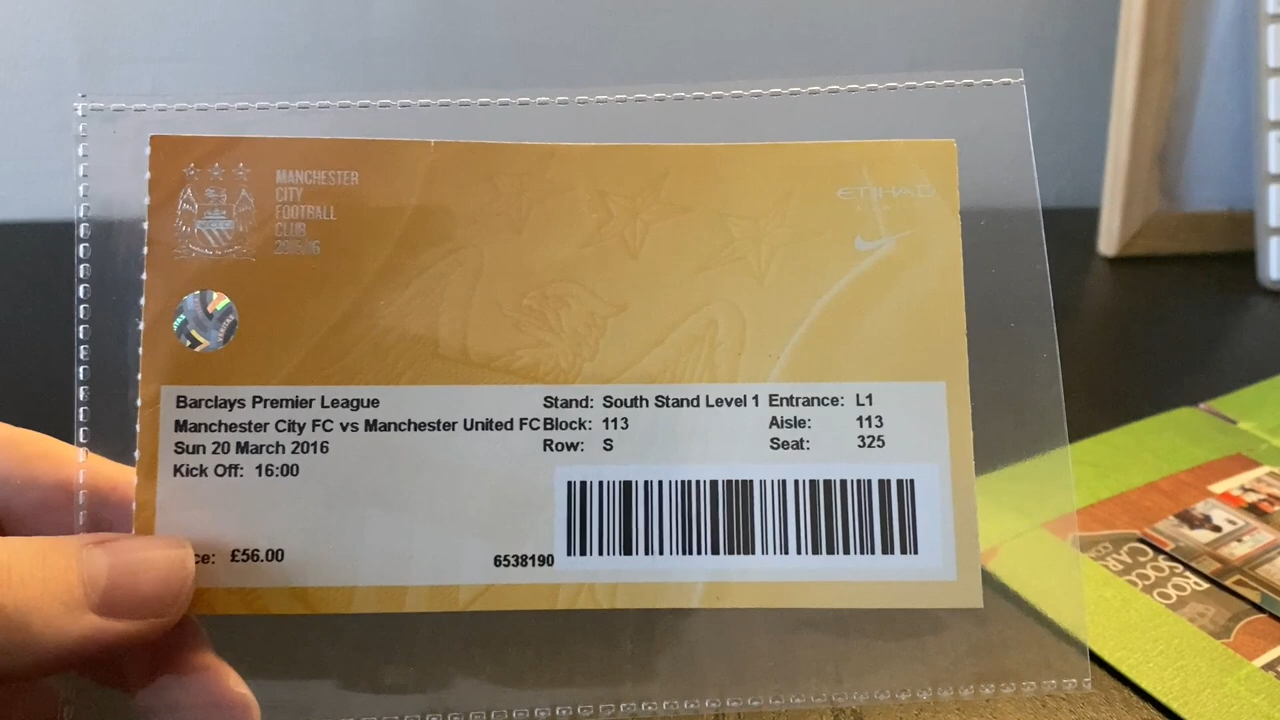 MANCHESTER
CITY
FOOTBALL
CLUB
2015/16
ETIHAD
Barclays Premier League
Manchester City FC vs Manchester United FC
Sun 20 March 2016
Kick Off: 16:00
Stand: South Stand Level 1
Block: 113
Row: S
Entrance: L1
Aisle: 113
Seat: 325
ce: £56.00
6538190